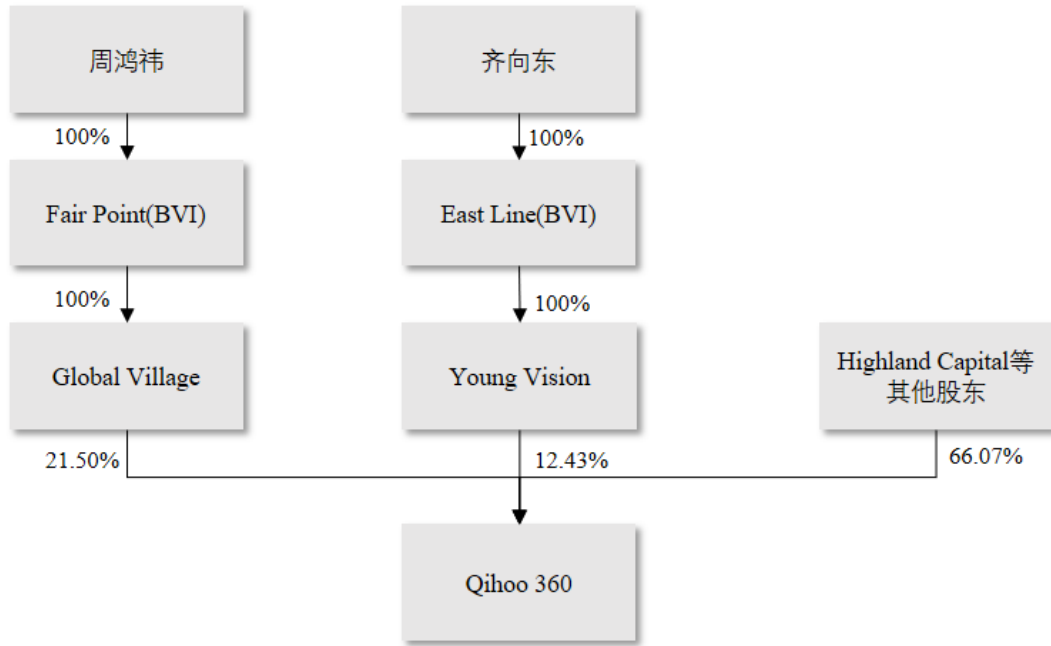 周鸿祎
齐向东
100%
100%
Fair Point(BVI)
East Line(BVI)
100%
100%
Global Village
Young Vision
Highland Capital等
其他股东
21.50%
12.43%
66.07%
Qihoo 360